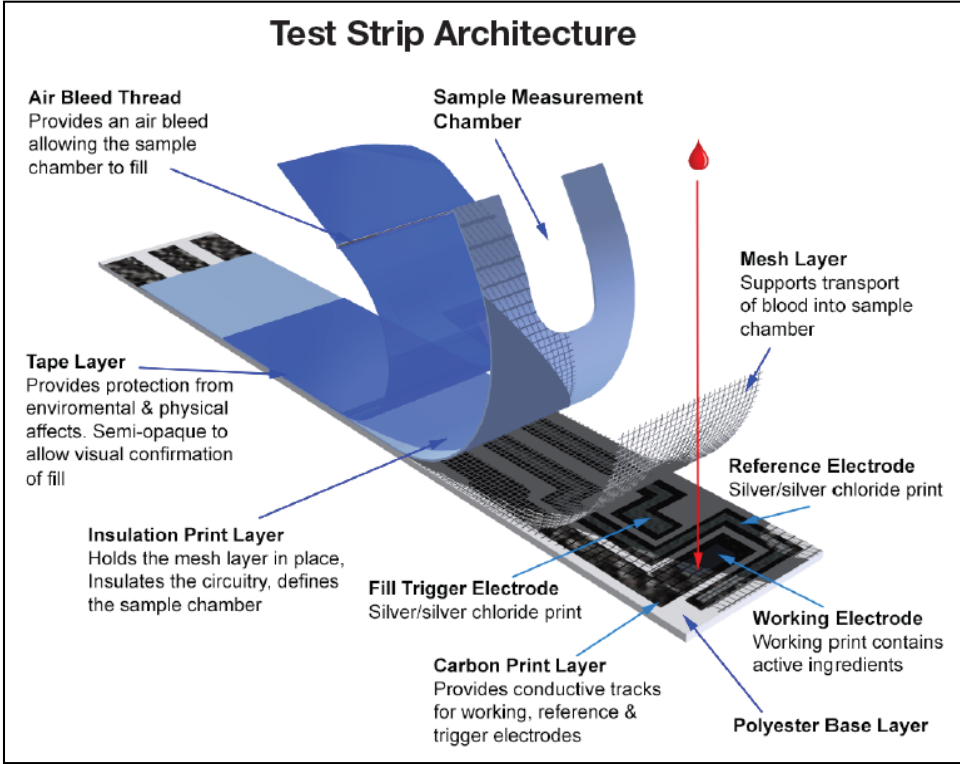 Test Strip Architecture
Air Bleed Thread
Provides an air bleed
allowing the sample
chamber to fill
Sample Measurement
Chamber
Mesh Layer
Supports transport
of blood into sample
chamber
Tape Layer
Provides protection from
enviromental & physical
affects. Semi-opaque to
allow visual confirmation
of fill
Reference Electrode
Silver/silver chloride print
Insulation Print Layer
Holds the mesh layer in place,
Insulates the circuitry, defines
the sample chamber
Fill Trigger Electrode
Silver/silver chloride print
Working Electrode
Working print contains
active ingredients
Carbon Print Layer
Provides conductive tracks
for working, reference &
trigger electrodes
Polyester Base Layer